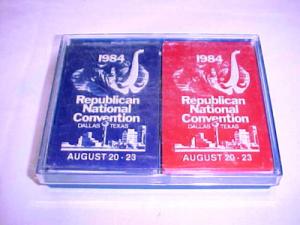 1984
Republican
National
Convention
DALLAS TEXAS
AUGUST 20 - 23
1984
Republican
National
Convention
DALLAS TEXAS
AUGUST 20 - 23